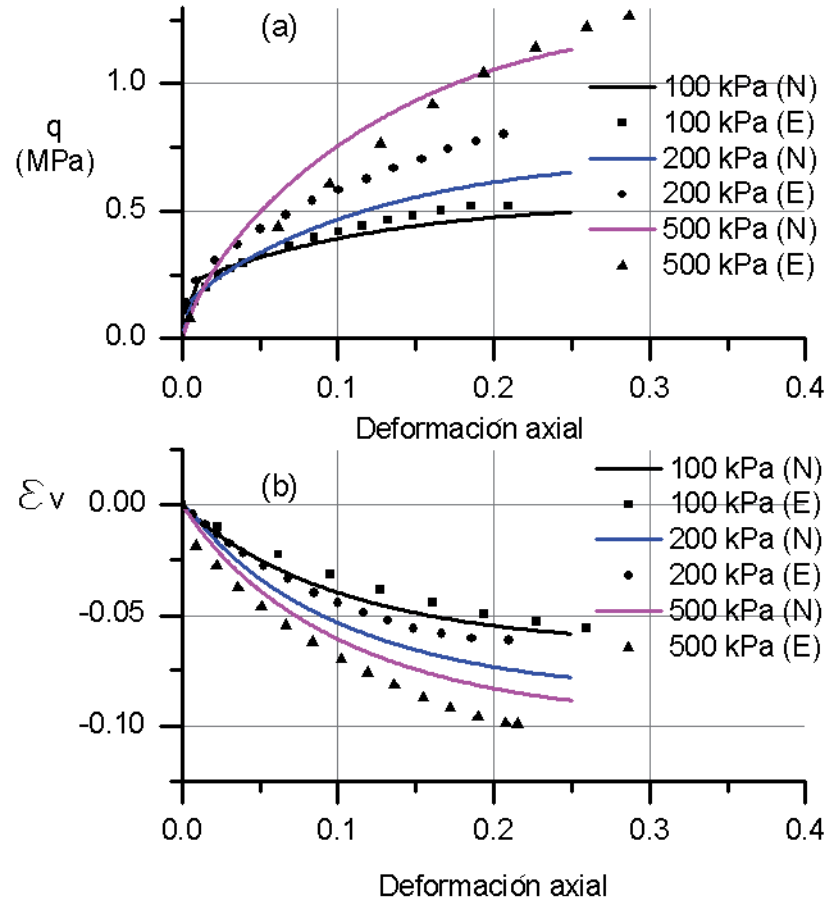 (a)
q
(MPa)
1.0
0.5
0.0
100 kPa (N)
100 kPa (E)
200 kPa (N)
200 kPa (E)
500 kPa (N)
500 kPa (E)
0.0 0.1 0.2 0.3 0.4
Deformación axial
(b)
εv
0.00
-0.05
-0.10
100 kPa (N)
100 kPa (E)
200 kPa (N)
200 kPa (E)
500 kPa (N)
500 kPa (E)
0.0 0.1 0.2 0.3 0.4
Deformación axial